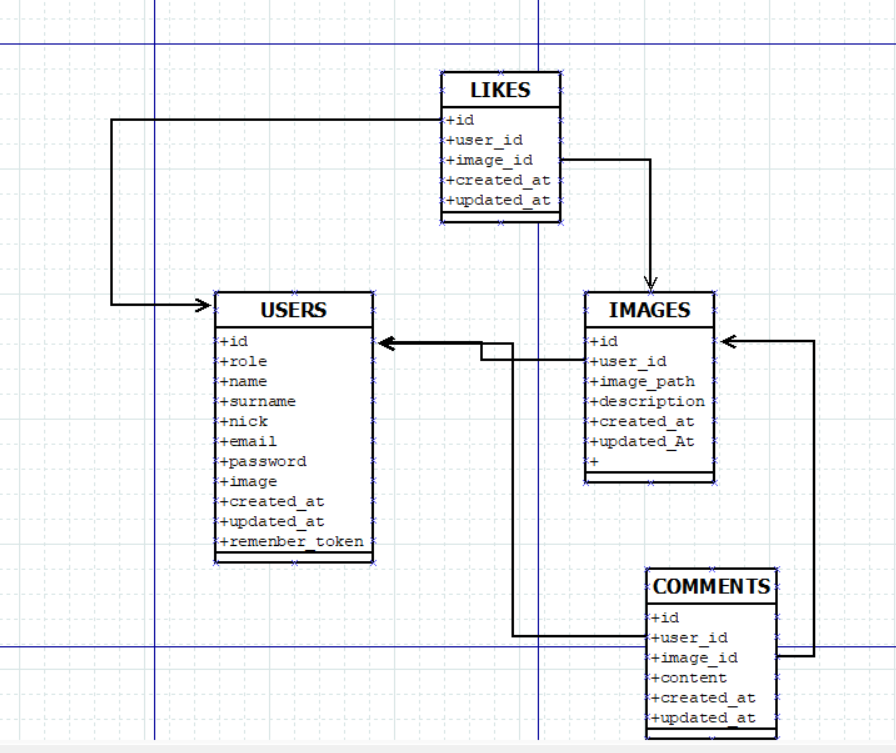 LIKES
+id
+user_id
+image_id
+created_at
+updated_at
USERS
+id
+role
+name
+surname
+nick
+email
+password
+image
+created_at
+updated_at
+remenber_token
IMAGES
+id
+user_id
+image_path
+description
+created_at
+updated_At
+
COMMENTS
+id
+user_id
+image_id
+content
+created_at
+updated_at